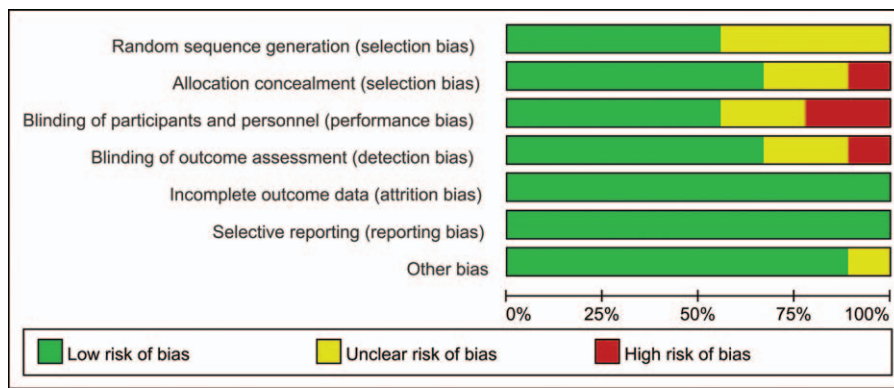 Random sequence generation (selection bias)
Allocation concealment (selection bias)
Blinding of participants and personnel (performance bias)
Blinding of outcome assessment (detection bias)
Incomplete outcome data (attrition bias)
Selective reporting (reporting bias)
Other bias
0% 25% 50% 75% 100%
Low risk of bias Unclear risk of bias High risk of bias